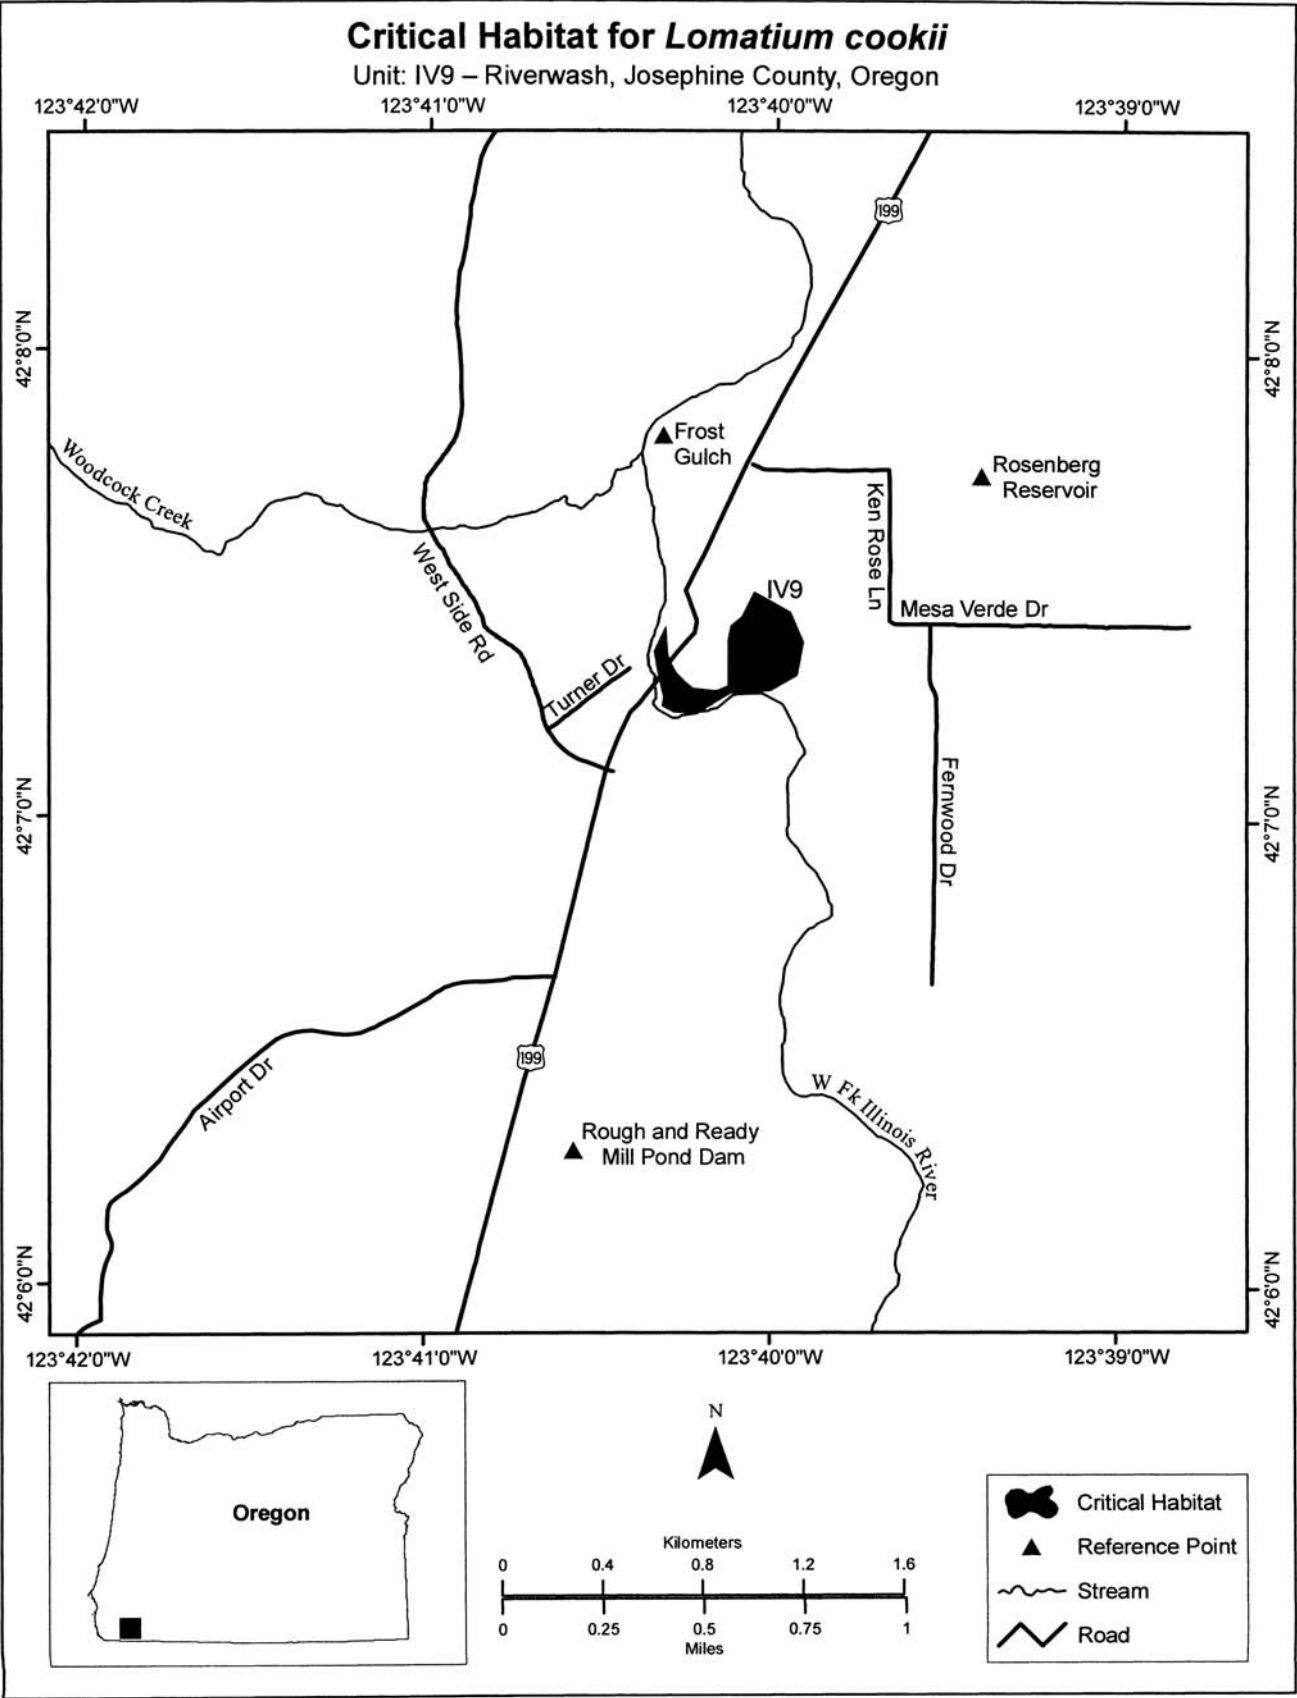 Critical Habitat for Lomatium cookii
Unit: IV9 – Riverwash, Josephine County, Oregon
123°42'0"W 123°41'0"W 123°40'0"W 123°39'0"W
199
42°8'0"N
42°8'0"N
Frost
Gulch
Woodcock Creek
Rosenberg
Reservoir
Ken Rose Ln
West Side Rd
IV9
Mesa Verde Dr
Turner Dr
42°7'0"N
42°7'0"N
Fernwood Dr
199
Airport Dr
W Fk Illinois River
Rough and Ready
Mill Pond Dam
42°6'0"N
42°6'0"N
123°42'0"W 123°41'0"W 123°40'0"W 123°39'0"W
Oregon
N
Kilometers
0 0.4 0.8 1.2 1.6
0 0.25 0.5 0.75 1
Miles
Critical Habitat
Reference Point
Stream
Road